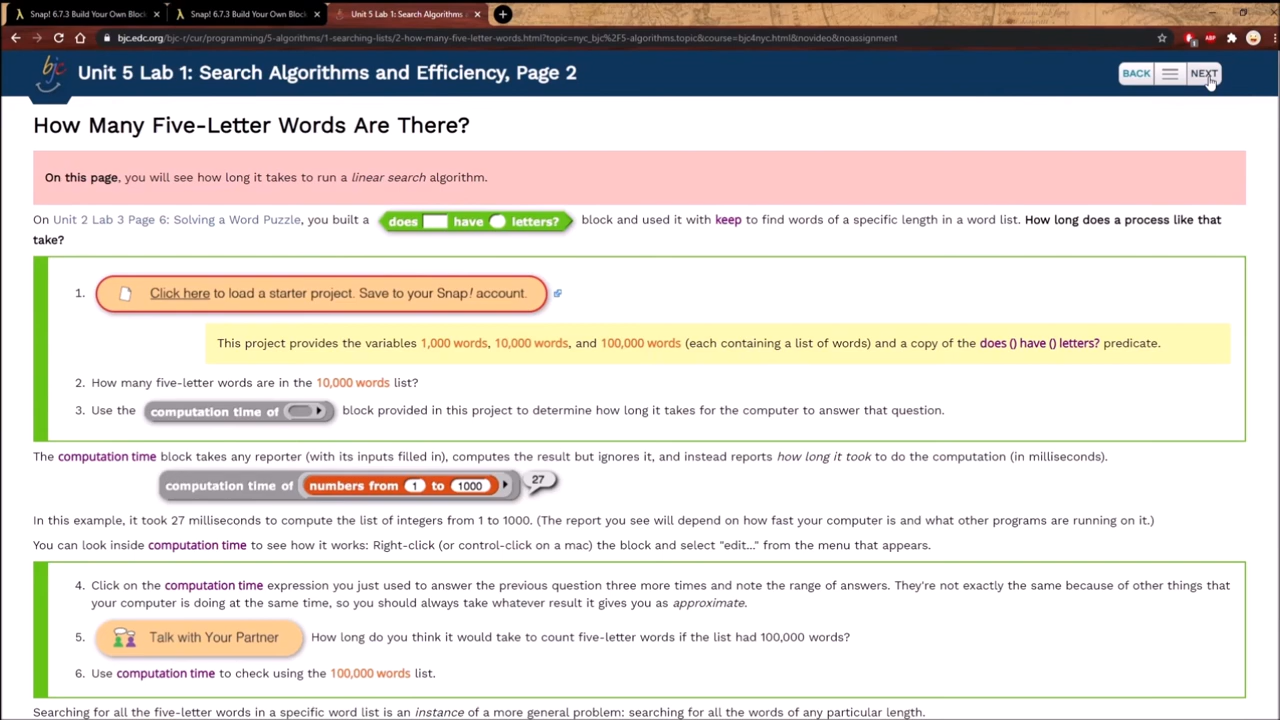 Snap! 6.7.3 Build Your Own Bloc
Snap! 6.7.3 Build Your Own Bloc
Unit 5 Lab 1: Search Algorithms a
bjc.edc.org/bjc-r/cur/programming/5-algorithms/1-searching-lists/2-how-many-five-letter-words.html?topic=nyc_bjc%2F5-algorithms.topic&course=bjc4nyc.html&novideo&noassignment
bjc Unit 5 Lab 1: Search Algorithms and Efficiency, Page 2 BACK NEXT
How Many Five-Letter Words Are There?
On this page, you will see how long it takes to run a linear search algorithm.
On Unit 2 Lab 3 Page 6: Solving a Word Puzzle, you built a does have letters? block and used it with keep to find words of a specific length in a word list. How long does a process like that
take?
1. Click here to load a starter project. Save to your Snap! account.
This project provides the variables 1,000 words, 10,000 words, and 100,000 words (each containing a list of words) and a copy of the does () have () letters? predicate.
2. How many five-letter words are in the 10,000 words list?
3. Use the computation time of block provided in this project to determine how long it takes for the computer to answer that question.
The computation time block takes any reporter (with its inputs filled in), computes the result but ignores it, and instead reports how long it took to do the computation (in milliseconds).
computation time of numbers from 1 to 1000 27
In this example, it took 27 milliseconds to compute the list of integers from 1 to 1000. (The report you see will depend on how fast your computer is and what other programs are running on it.)
You can look inside computation time to see how it works: Right-click (or control-click on a mac) the block and select "edit..." from the menu that appears.
4. Click on the computation time expression you just used to answer the previous question three more times and note the range of answers. They're not exactly the same because of other things that
your computer is doing at the same time, so you should always take whatever result it gives you as approximate.
5. Talk with Your Partner How long do you think it would take to count five-letter words if the list had 100,000 words?
6. Use computation time to check using the 100,000 words list.
Searching for all the five-letter words in a specific word list is an instance of a more general problem: searching for all the words of any particular length.